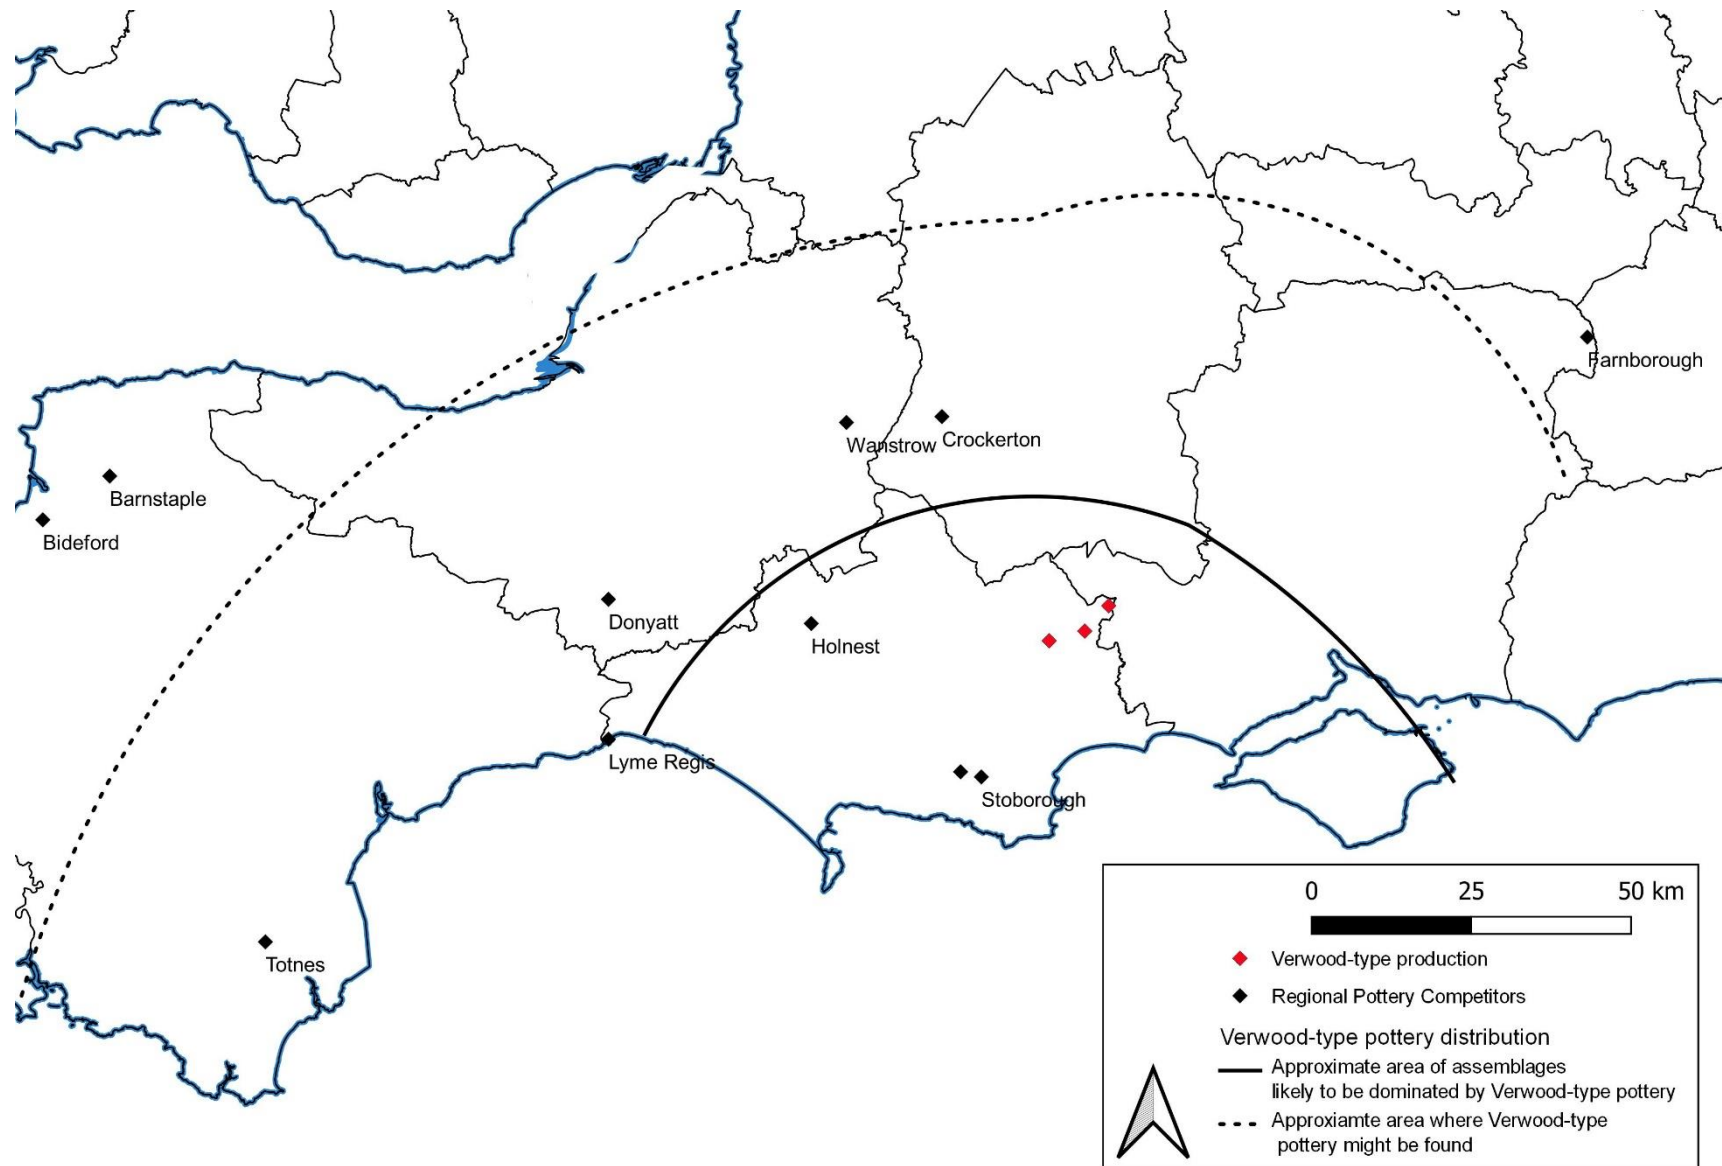 Farnborough
Wanstrow
Crockerton
Barnstaple
Bideford
Donyatt
Holnest
Lyme Regis
Stoborough
Totnes
0 25 50 km
Verwood-type production
Regional Pottery Competitors
Verwood-type pottery distribution
Approximate area of assemblages
likely to be dominated by Verwood-type pottery
Approxiamte area where Verwood-type
pottery might be found